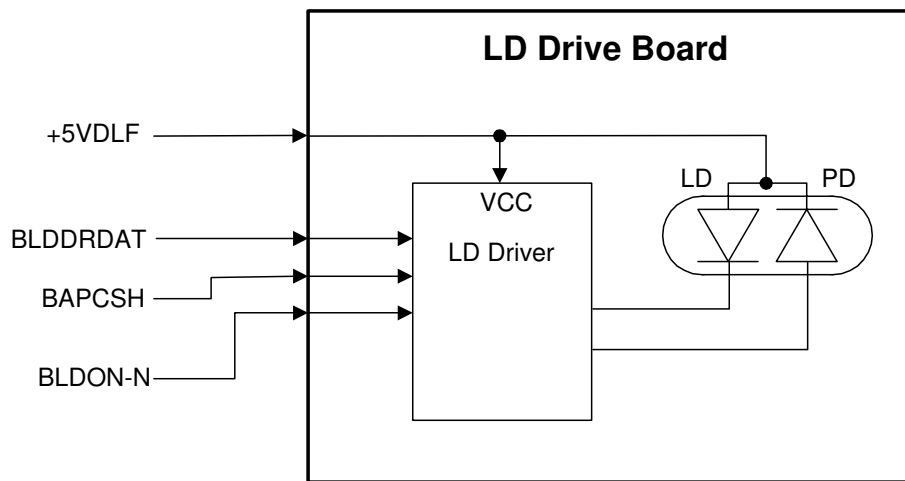 LD Drive Board
+5VDLF
LD
PD
VCC
BLDDRDAT
LD Driver
BAPCSH
BLDON-N